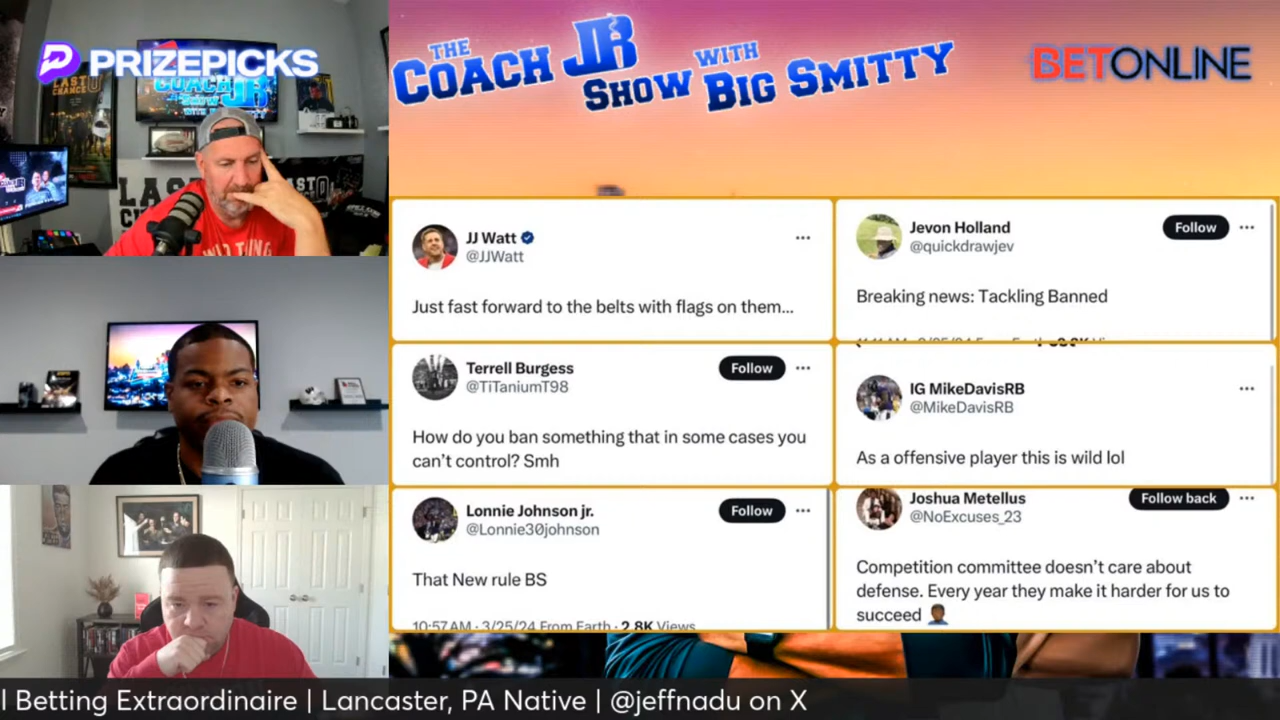 PRIZEPICKS
LAST
CHANCE
COACH JR
THE
COACH JR
SHOW WITH
BIG SMITTY
BETONLINE
JJ Watt
@JJWatt
Just fast forward to the belts with flags on them...
Jevon Holland
@quickdrawjev
Follow
Breaking news: Tackling Banned
Terrell Burgess
@TiTaniumT98
Follow
How do you ban something that in some cases you
can't control? Smh
IG MikeDavisRB
@MikeDavisRB
As a offensive player this is wild lol
Lonnie Johnson jr.
@Lonnie30johnson
Follow
That New rule BS
10:57 AM · 3/25/24 From Earth · 2.8K Views
Joshua Metellus
@NoExcuses_23
Follow back
Competition committee doesn't care about
defense. Every year they make it harder for us to
succeed
l Betting Extraordinaire | Lancaster, PA Native | @jeffnadu on X